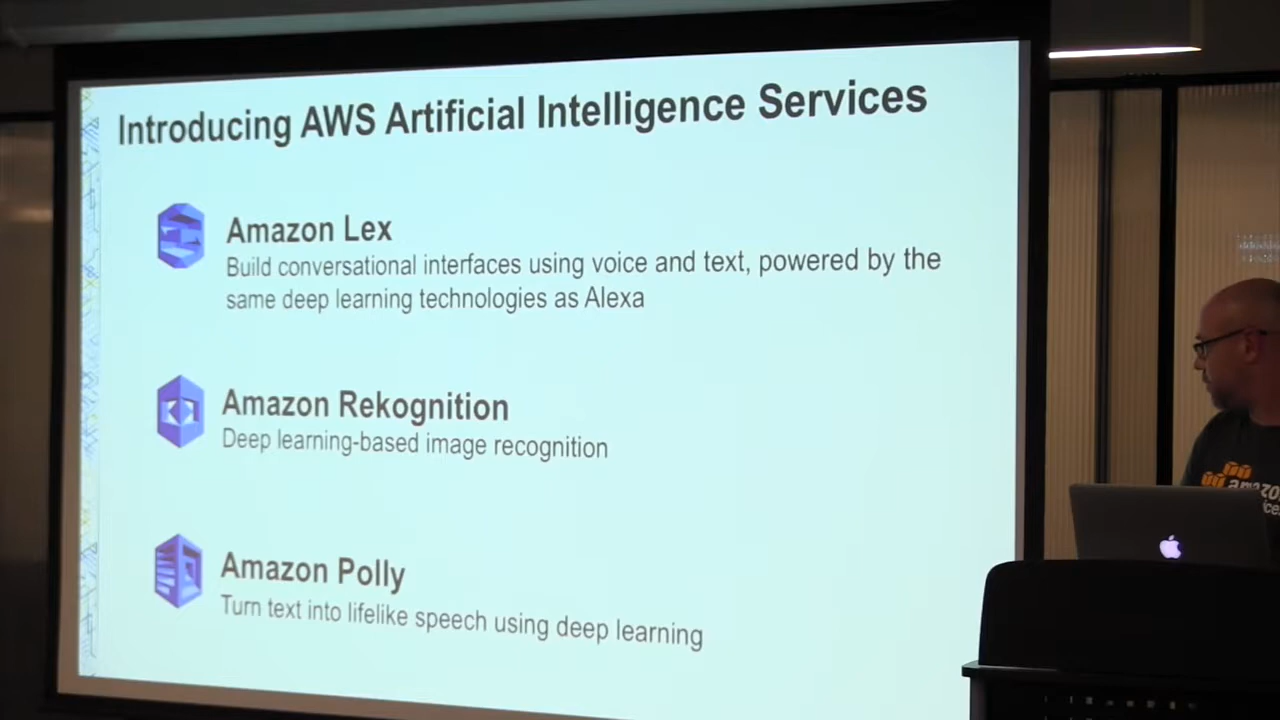 Introducing AWS Artificial Intelligence Services
Amazon Lex
Build conversational interfaces using voice and text, powered by the
same deep learning technologies as Alexa
Amazon Rekognition
Deep learning-based image recognition
Amazon Polly
Turn text into lifelike speech using deep learning
amazo
ices